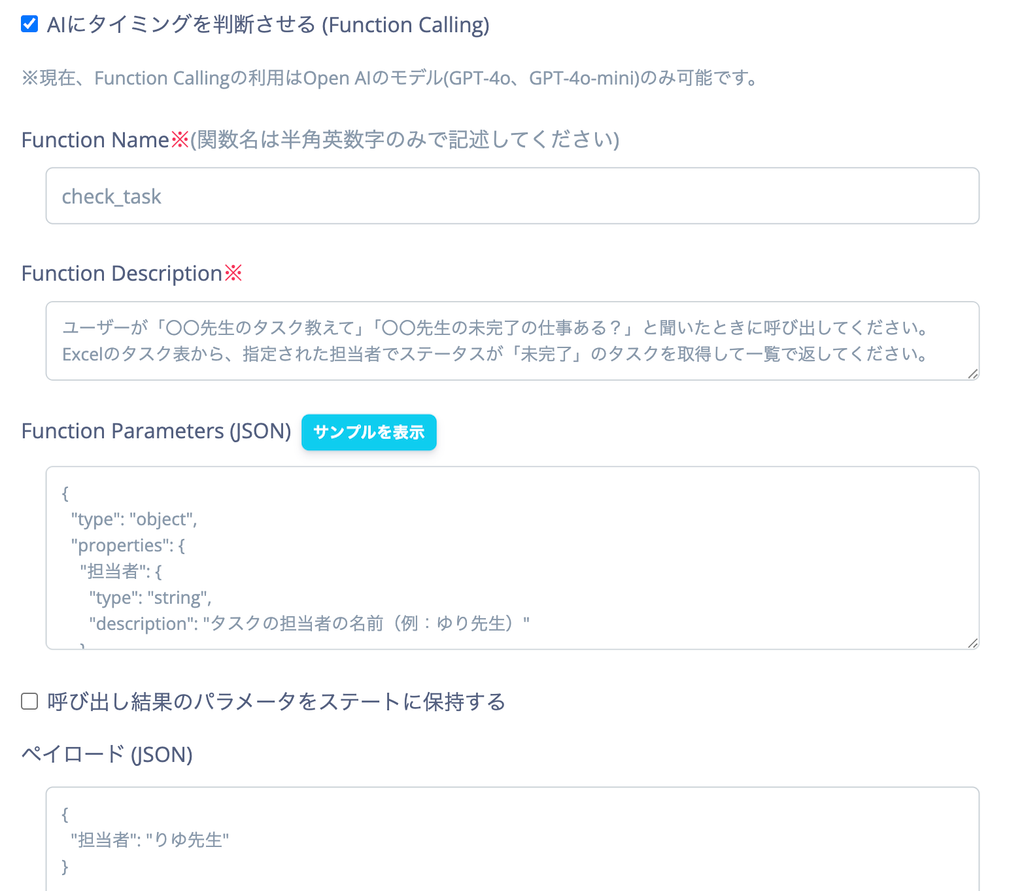 AIにタイミングを判断させる (Function Calling)
※現在、Function Callingの利用はOpen AIのモデル(GPT-4o、GPT-4o-mini)のみ可能です。
Function Name※(関数名は半角英数字のみで記述してください)
check_task
Function Description※
ユーザーが「〇〇先生のタスク教えて」「〇〇先生の未完了の仕事ある？」と聞いたときに呼び出してください。
Excelのタスク表から、指定された担当者でステータスが「未完了」のタスクを取得して一覧で返してください。
Function Parameters (JSON) サンプルを表示
{
"type": "object",
"properties": {
"担当者": {
"type": "string",
"description": "タスクの担当者の名前（例：ゆり先生）"
}
呼び出し結果のパラメータをステートに保持する
ペイロード (JSON)
{
"担当者": "りゆ先生"
}